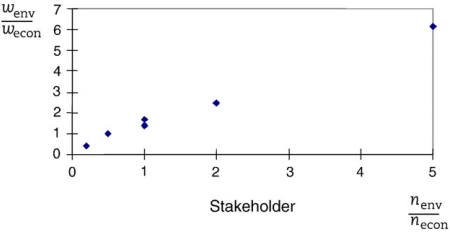 w_env
w_econ
7
6
5
4
3
2
1
0
0 1 2 3 4 5
Stakeholder
n_env
n_econ